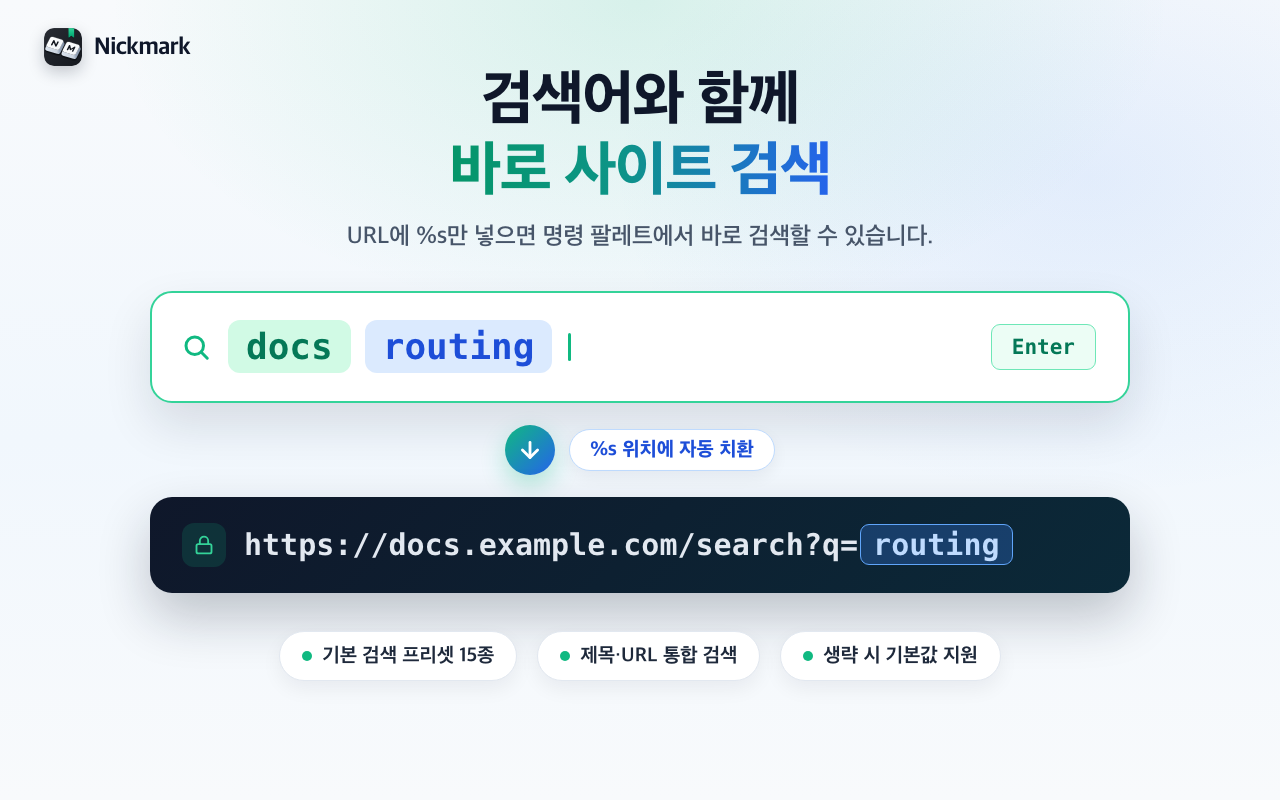 N M
Nickmark
검색어와 함께
바로 사이트 검색
URL에 %s만 넣으면 명령 팔레트에서 바로 검색할 수 있습니다.
docs routing
Enter
%s 위치에 자동 치환
https://docs.example.com/search?q=routing
기본 검색 프리셋 15종
제목·URL 통합 검색
생략 시 기본값 지원